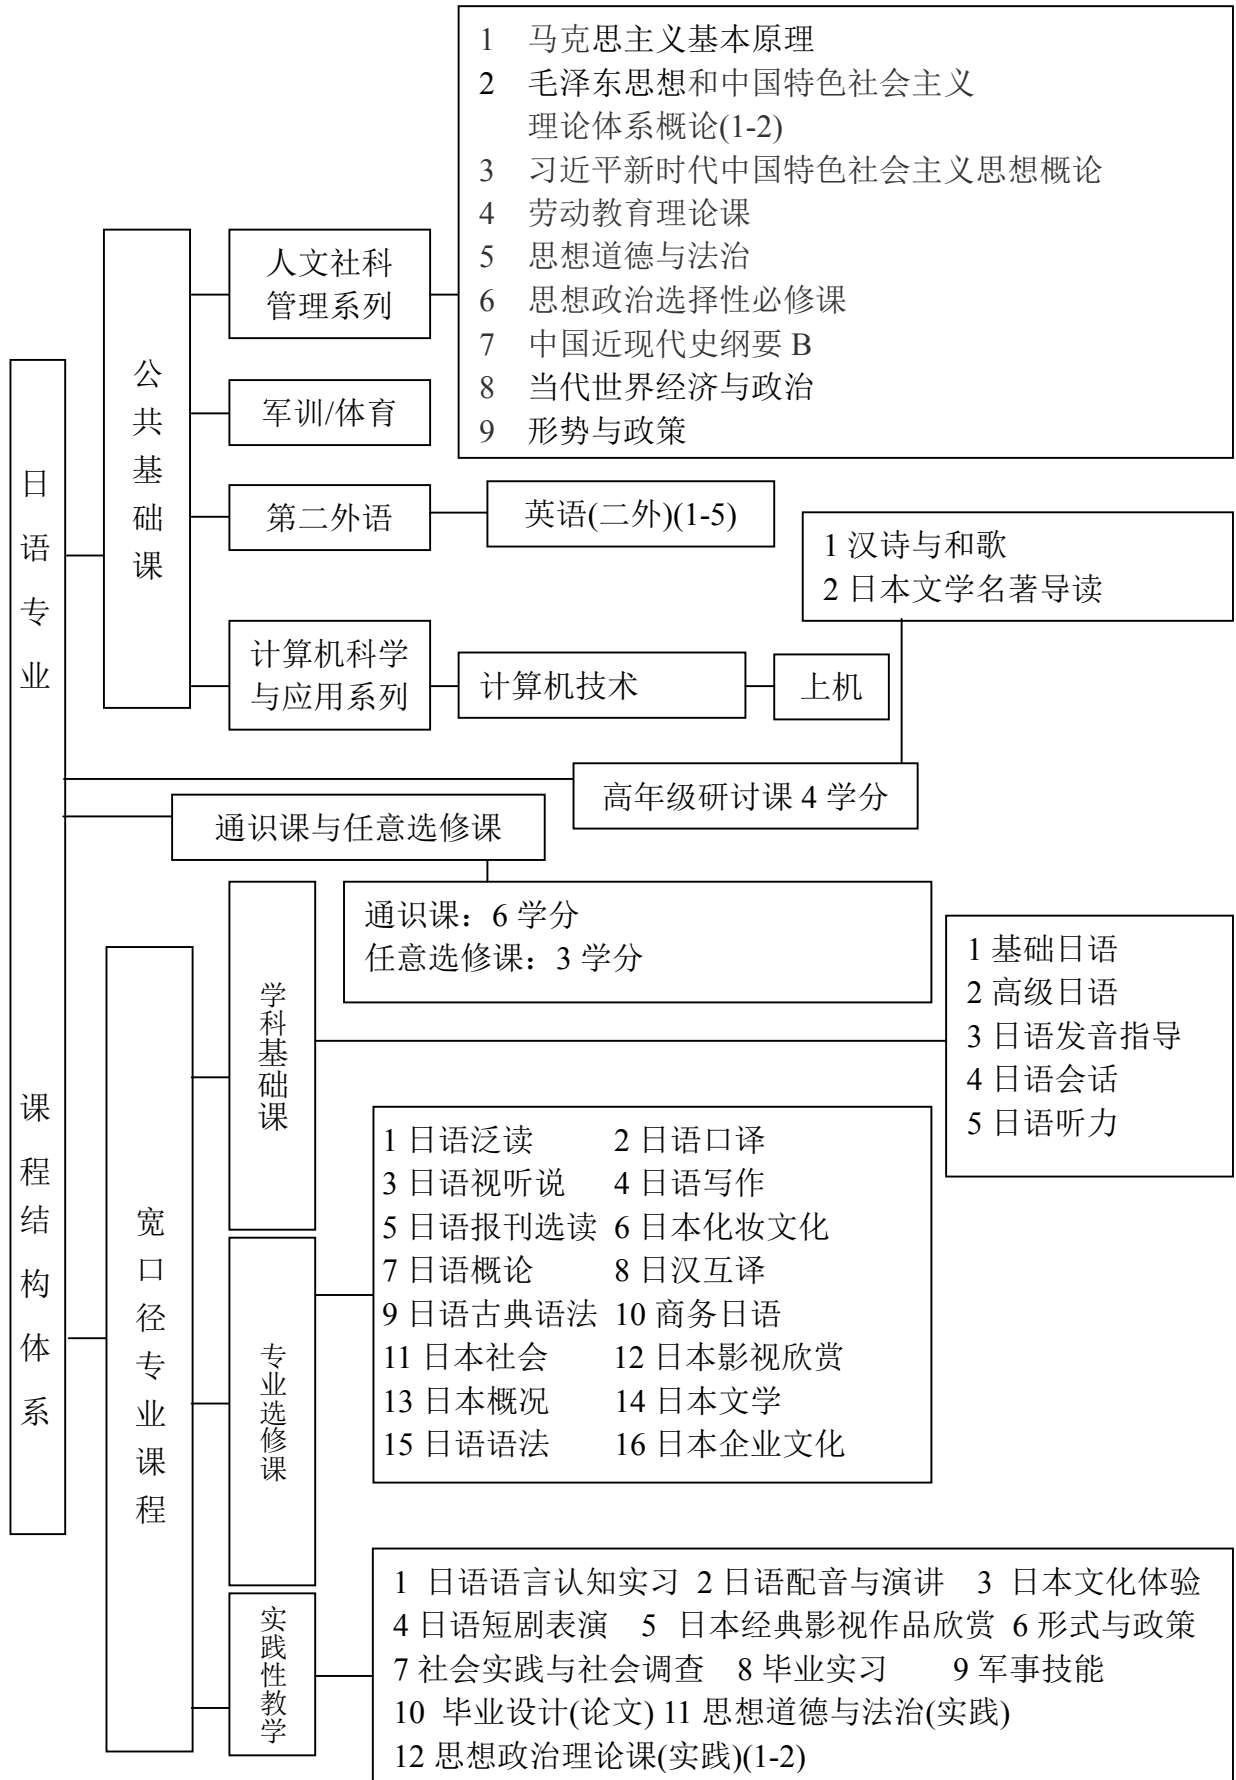 日语专业 课程结构体系
公共基础课
人文社科
管理系列
1 马克思主义基本原理
2 毛泽东思想和中国特色社会主义
理论体系概论(1-2)
3 习近平新时代中国特色社会主义思想概论
4 劳动教育理论课
5 思想道德与法治
6 思想政治选择性必修课
7 中国近现代史纲要 B
8 当代世界经济与政治
9 形势与政策
军训/体育
第二外语
英语(二外)(1-5)
计算机科学
与应用系列
计算机技术
上机
1 汉诗与和歌
2 日本文学名著导读
高年级研讨课 4 学分
通识课与任意选修课
通识课：6 学分
任意选修课：3 学分
宽口径专业课程
学科基础课
1 基础日语
2 高级日语
3 日语发音指导
4 日语会话
5 日语听力
专业选修课
1 日语泛读 2 日语口译
3 日语视听说 4 日语写作
5 日语报刊选读 6 日本化妆文化
7 日语概论 8 日汉互译
9 日语古典语法 10 商务日语
11 日本社会 12 日本影视欣赏
13 日本概况 14 日本文学
15 日语语法 16 日本企业文化
实践性教学
1 日语语言认知实习 2 日语配音与演讲 3 日本文化体验
4 日语短剧表演 5 日本经典影视作品欣赏 6 形式与政策
7 社会实践与社会调查 8 毕业实习 9 军事技能
10 毕业设计(论文) 11 思想道德与法治(实践)
12 思想政治理论课(实践)(1-2)